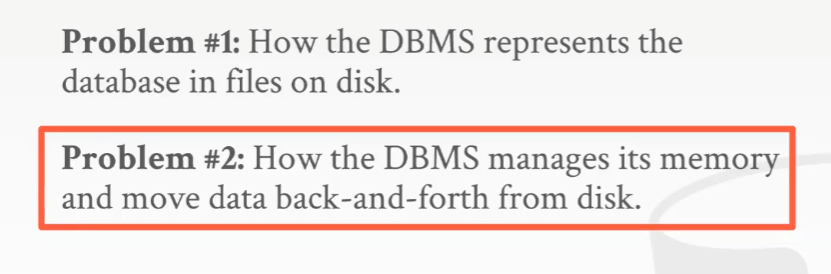 Problem #1: How the DBMS represents the
database in files on disk.
Problem #2: How the DBMS manages its memory
and move data back-and-forth from disk.